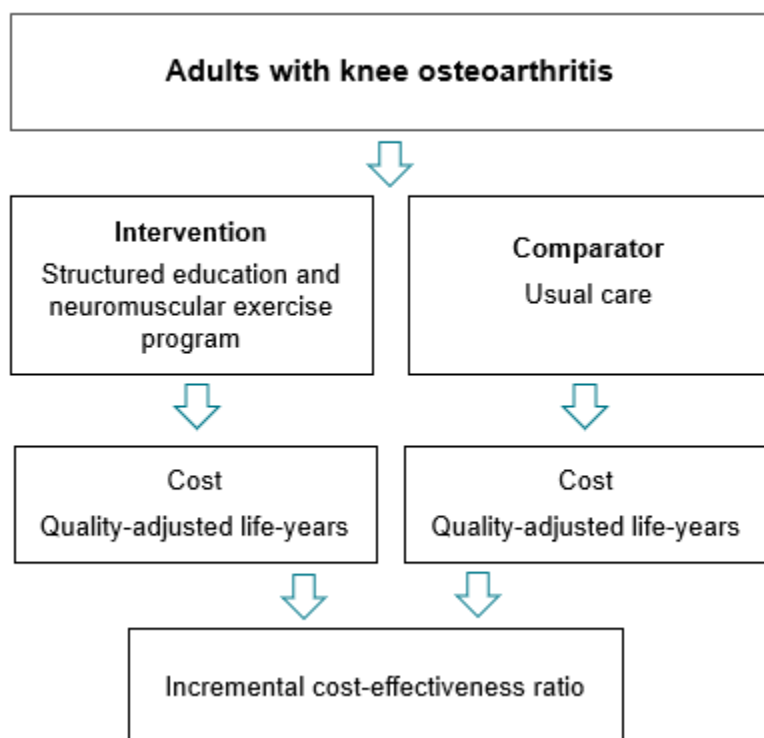 Adults with knee osteoarthritis
Intervention
Structured education and
neuromuscular exercise
program
Comparator
Usual care
Cost
Quality-adjusted life-years
Cost
Quality-adjusted life-years
Incremental cost-effectiveness ratio